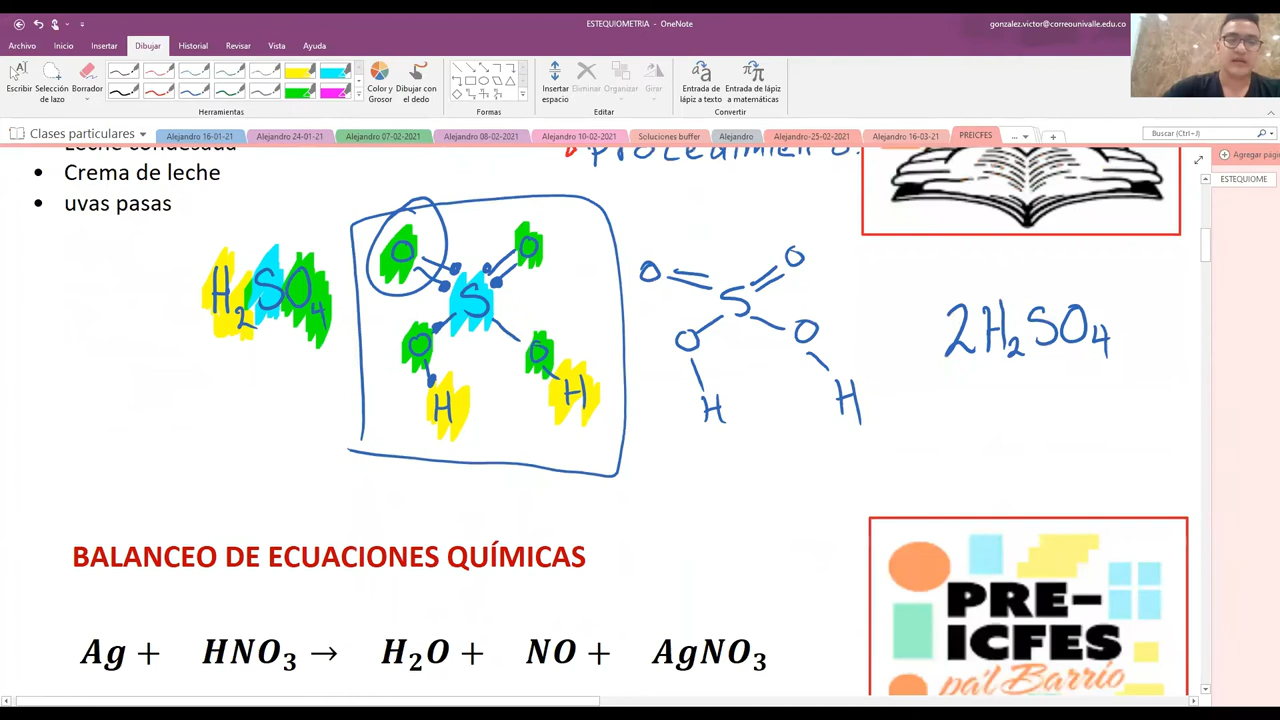 ESTEQUIOMETRIA - OneNote
gonzalez.victor@correounivalle.edu.co
Archivo Inicio Insertar Dibujar Historial Revisar Vista Ayuda
Escribir Selección de lazo Borrador Color y Grosor Dibujar con el dedo Formas Insertar espacio Eliminar Organizar Girar Entrada de lápiz a texto Entrada de lápiz a matemáticas
Herramientas Editar Convertir
Clases particulares Alejandro 16-01-21 Alejandro 24-01-21 Alejandro 07-02-2021 Alejandro 08-02-2021 Alejandro 10-02-2021 Soluciones buffer Alejandro Alejandro-25-02-2021 Alejandro 16-03-21 PREICFES ... Buscar (Ctrl+J)
Agregar pági
ESTEQUIOME
Leche condesada
procedimiento.
• Crema de leche
• uvas pasas
H₂SO₄
O O
S
O O
H H
O O
S
O O
H H
2H₂SO₄
BALANCEO DE ECUACIONES QUÍMICAS
Ag + HNO₃ → H₂O + NO + AgNO₃
PRE-
ICFES
pa'l Barrio